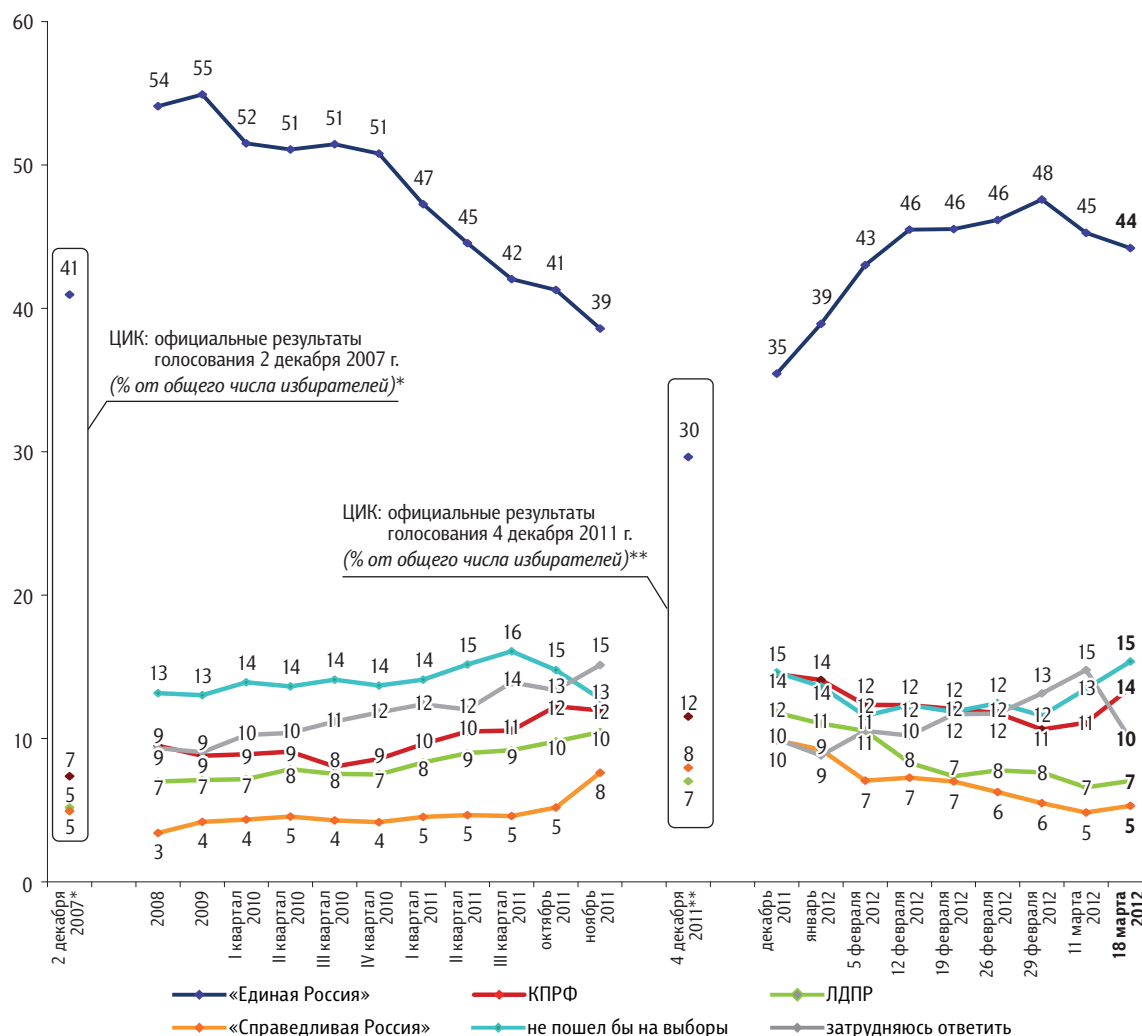 60
50
40
30
20
10
0
54 55 52 51 51 51 47 45 42 41 39
41
35 39 43 46 46 46 48 45 44
30
ЦИК: официальные результаты
голосования 2 декабря 2007 г.
(% от общего числа избирателей)*
ЦИК: официальные результаты
голосования 4 декабря 2011 г.
(% от общего числа избирателей)**
7
5
5
13 13 14 14 14 14 14 15 16 15 13
9 9 10 10 11 12 12 12 14 13 15
9 9 9 9 8 9 10 10 11 12 12
7 7 7 8 8 7 8 9 9 10 10
3 4 4 5 4 4 5 5 5 5 8
12
8
7
15 14 12 12 12 12 12 13 15
14 14 12 12 12 12 11 11 14
10 9 11 10 12 12 13 15 10
12 11 11 8 7 8 8 7 7
10 9 7 7 7 6 6 5 5
2 декабря
2007*
2008
2009
I квартал
2010
II квартал
2010
III квартал
2010
IV квартал
2010
I квартал
2011
II квартал
2011
III квартал
2011
октябрь
2011
ноябрь
2011
4 декабря
2011**
декабрь
2011
январь
2012
5 февраля
2012
12 февраля
2012
19 февраля
2012
26 февраля
2012
29 февраля
2012
11 марта
2012
18 марта
2012
«Единая Россия» КПРФ ЛДПР
«Справедливая Россия» не пошел бы на выборы затрудняюсь ответить